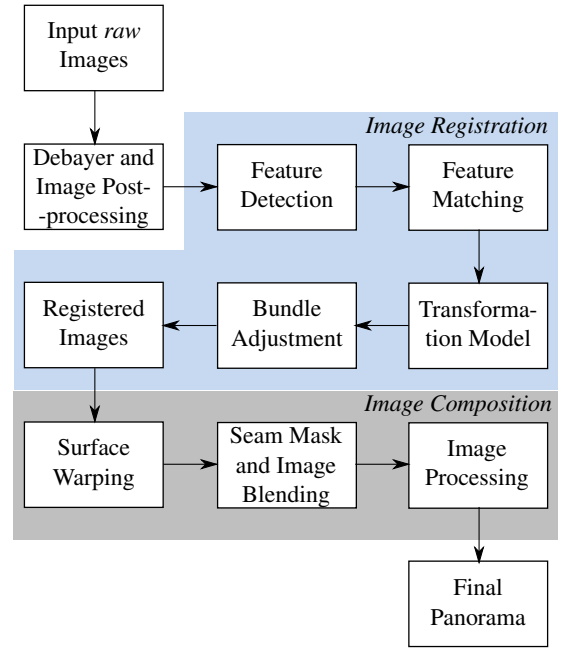 Input raw
Images
Image Registration
Debayer and
Image Post-
-processing
Feature
Detection
Feature
Matching
Registered
Images
Bundle
Adjustment
Transforma-
tion Model
Image Composition
Surface
Warping
Seam Mask
and Image
Blending
Image
Processing
Final
Panorama